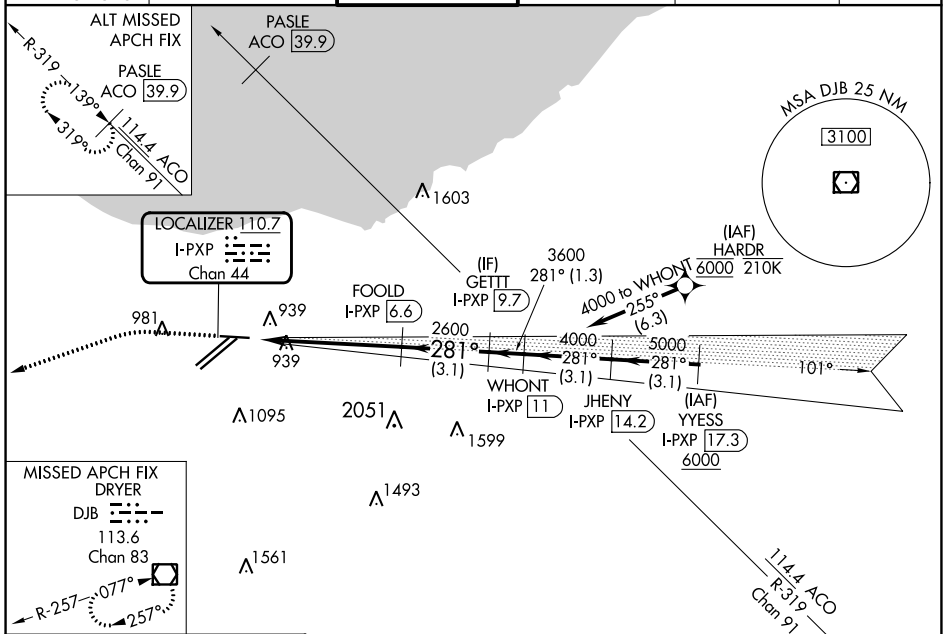 ALT MISSED
APCH FIX
PASLE
ACO 39.9
R-319
139°
319°
114.4 ACO
Chan 91
PASLE
ACO 39.9
MSA DJB 25 NM
3100
1603
LOCALIZER 110.7
I-PXP
Chan 44
(IAF)
HARDR
6000 210K
4000 to WHONT
255°
(6.3)
3600
281° (1.3)
(IF)
GETTT
I-PXP 9.7
FOOLD
I-PXP 6.6
981
939
939
2600
281°
(3.1)
4000
281°
(3.1)
5000
281°
(3.1)
101°
WHONT
I-PXP 11
JHENY
I-PXP 14.2
(IAF)
YYESS
I-PXP 17.3
6000
1095
2051
1599
1493
1561
MISSED APCH FIX
DRYER
DJB
113.6
Chan 83
R-257
077°
257°
114.4 ACO
R-319
Chan 91